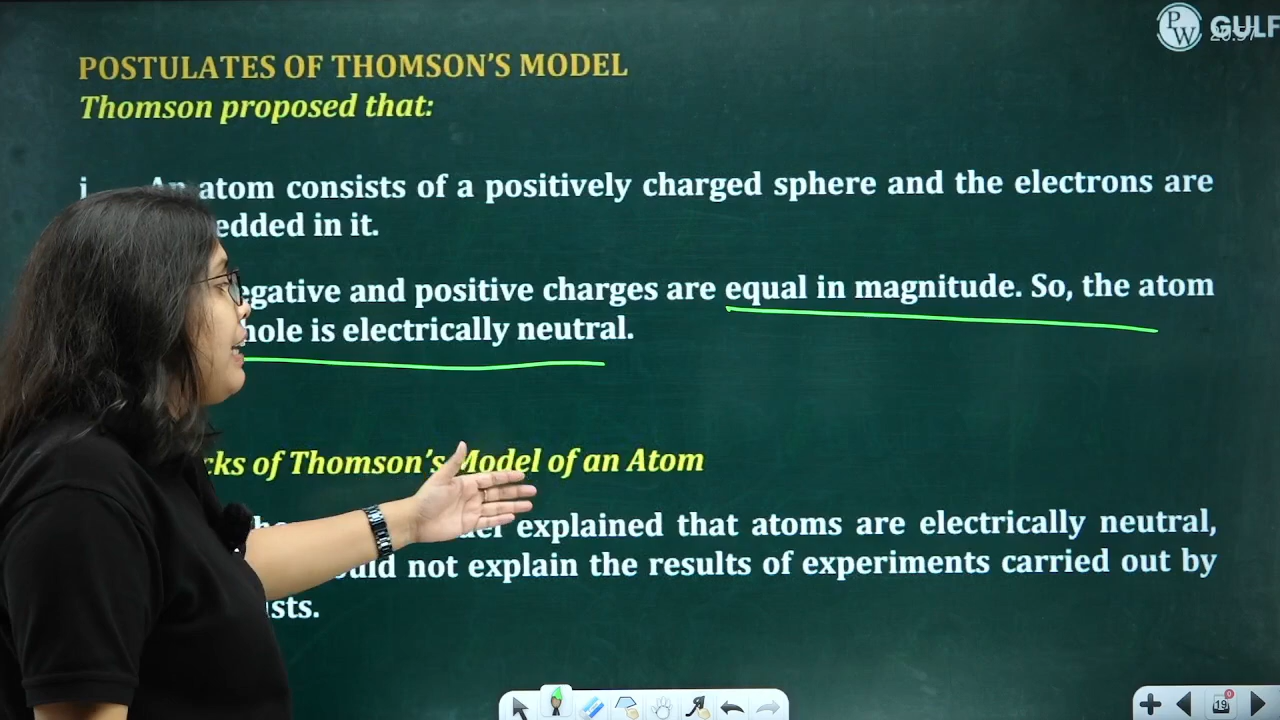 PW GULF
POSTULATES OF THOMSON'S MODEL
Thomson proposed that:
i. An atom consists of a positively charged sphere and the electrons are
edded in it.
egative and positive charges are equal in magnitude. So, the atom
hole is electrically neutral.
cks of Thomson's Model of an Atom
explained that atoms are electrically neutral,
uld not explain the results of experiments carried out by
sts.
19